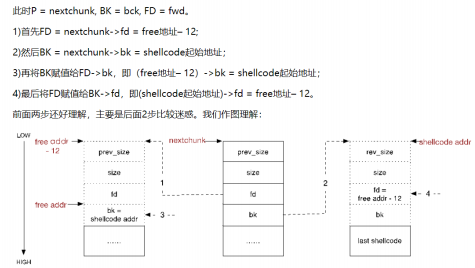 此时P = nextchunk, BK = bck, FD = fwd。
1)首先FD = nextchunk->fd = free地址– 12;
2)然后BK = nextchunk->bk = shellcode起始地址;
3)再将BK赋值给FD->bk，即（free地址– 12）->bk = shellcode起始地址;
4)最后将FD赋值给BK->fd，即(shellcode起始地址)->fd = free地址– 12。
前面两步还好理解，主要是后面2步比较迷惑。我们作图理解：
LOW
free addr - 12
prev_size
size
fd
free addr
bk = shellcode addr
......
HIGH
1
3
nextchunk
prev_size
size
fd
bk
......
2
shellcode addr
rev_size
size
fd = free addr - 12
4
bk
last shellcode